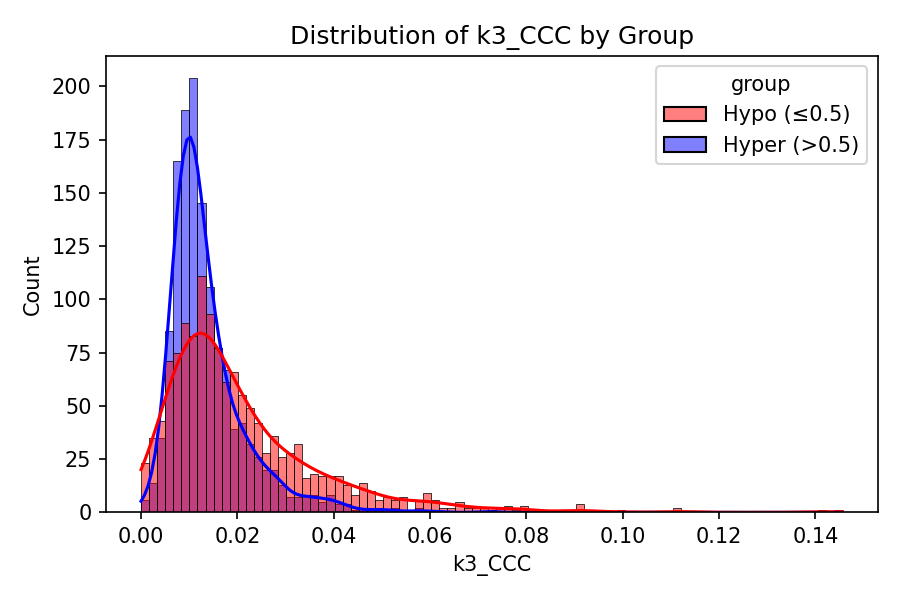 Distribution of k3_CCC by Group
group
Hypo (≤0.5)
Hyper (>0.5)
Count
200
175
150
125
100
75
50
25
0
0.00 0.02 0.04 0.06 0.08 0.10 0.12 0.14
k3_CCC